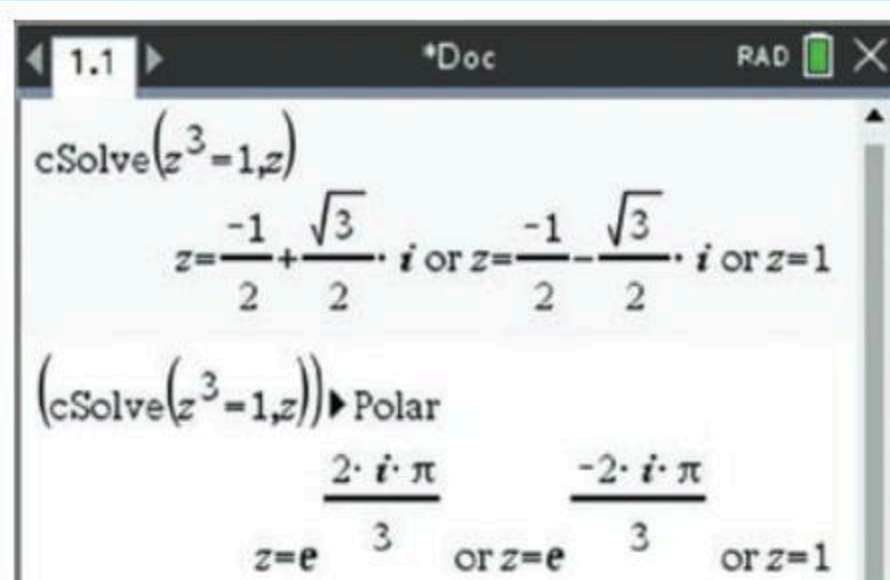 1.1 *Doc RAD
cSolve(z^3=1,z)
z=-1/2+√3/2·i or z=-1/2-√3/2·i or z=1
(cSolve(z^3=1,z))▶Polar
z=e^(2·i·π/3) or z=e^(-2·i·π/3) or z=1